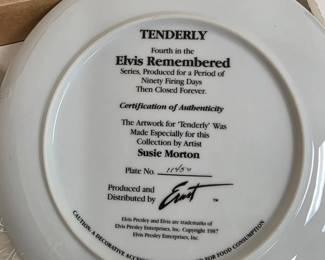 TENDERLY
Fourth in the
Elvis Remembered
Series, Produced for a Period of
Ninety Firing Days
Then Closed Forever.
Certification of Authenticity
The Artwork for 'Tenderly' Was
Made Especially for this
Collection by Artist
Susie Morton
Plate No.
Produced and
Distributed by Ernst ™
Elvis Presley and Elvis are trademarks of
Elvis Presley Enterprises, Inc. Copyright 1987
Elvis Presley Enterprises, Inc.
CAUTION: A DECORATIVE ACCESSORY. FOR FOOD CONSUMPTION